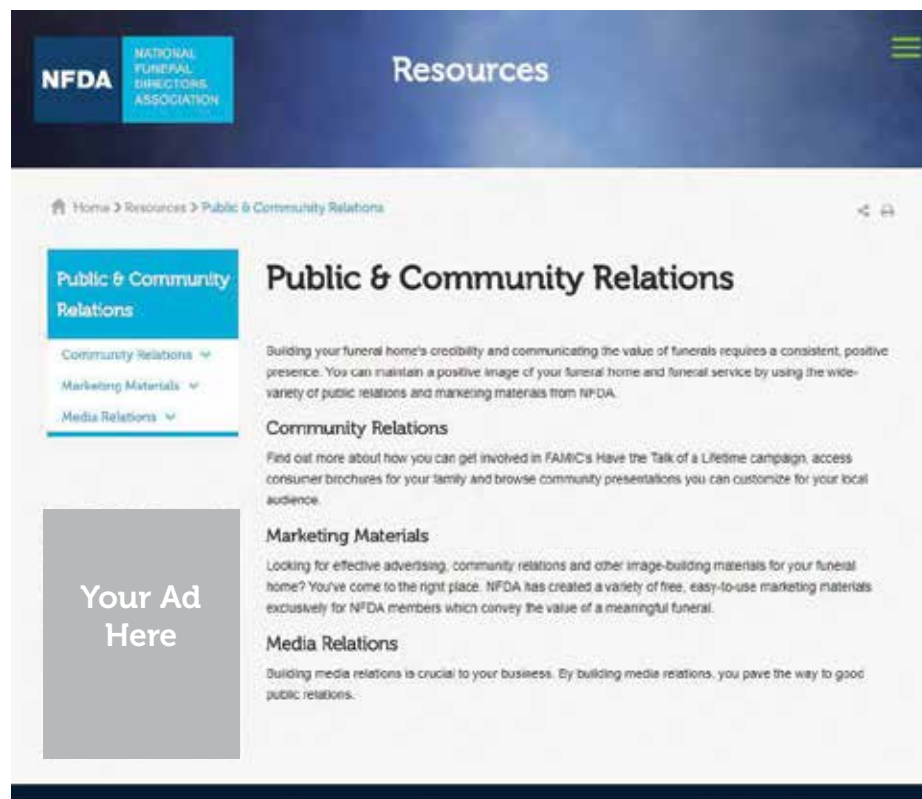 NFDA
NATIONAL
FUNERAL
DIRECTORS
ASSOCIATION
Resources
Home > Resources > Public & Community Relations
Public & Community
Relations
Community Relations
Marketing Materials
Media Relations
Your Ad
Here
Public & Community Relations
Building your funeral home's credibility and communicating the value of funerals requires a consistent, positive
presence. You can maintain a positive image of your funeral home and funeral service by using the wide-
variety of public relations and marketing materials from NFDA.
Community Relations
Find out more about how you can get involved in FAMIC's Have the Talk of a Lifetime campaign, access
consumer brochures for your family and browse community presentations you can customize for your local
audience.
Marketing Materials
Looking for effective advertising, community relations and other image-building materials for your funeral
home? You've come to the right place. NFDA has created a variety of free, easy-to-use marketing materials
exclusively for NFDA members which convey the value of a meaningful funeral.
Media Relations
Building media relations is crucial to your business. By building media relations, you pave the way to good
public relations.